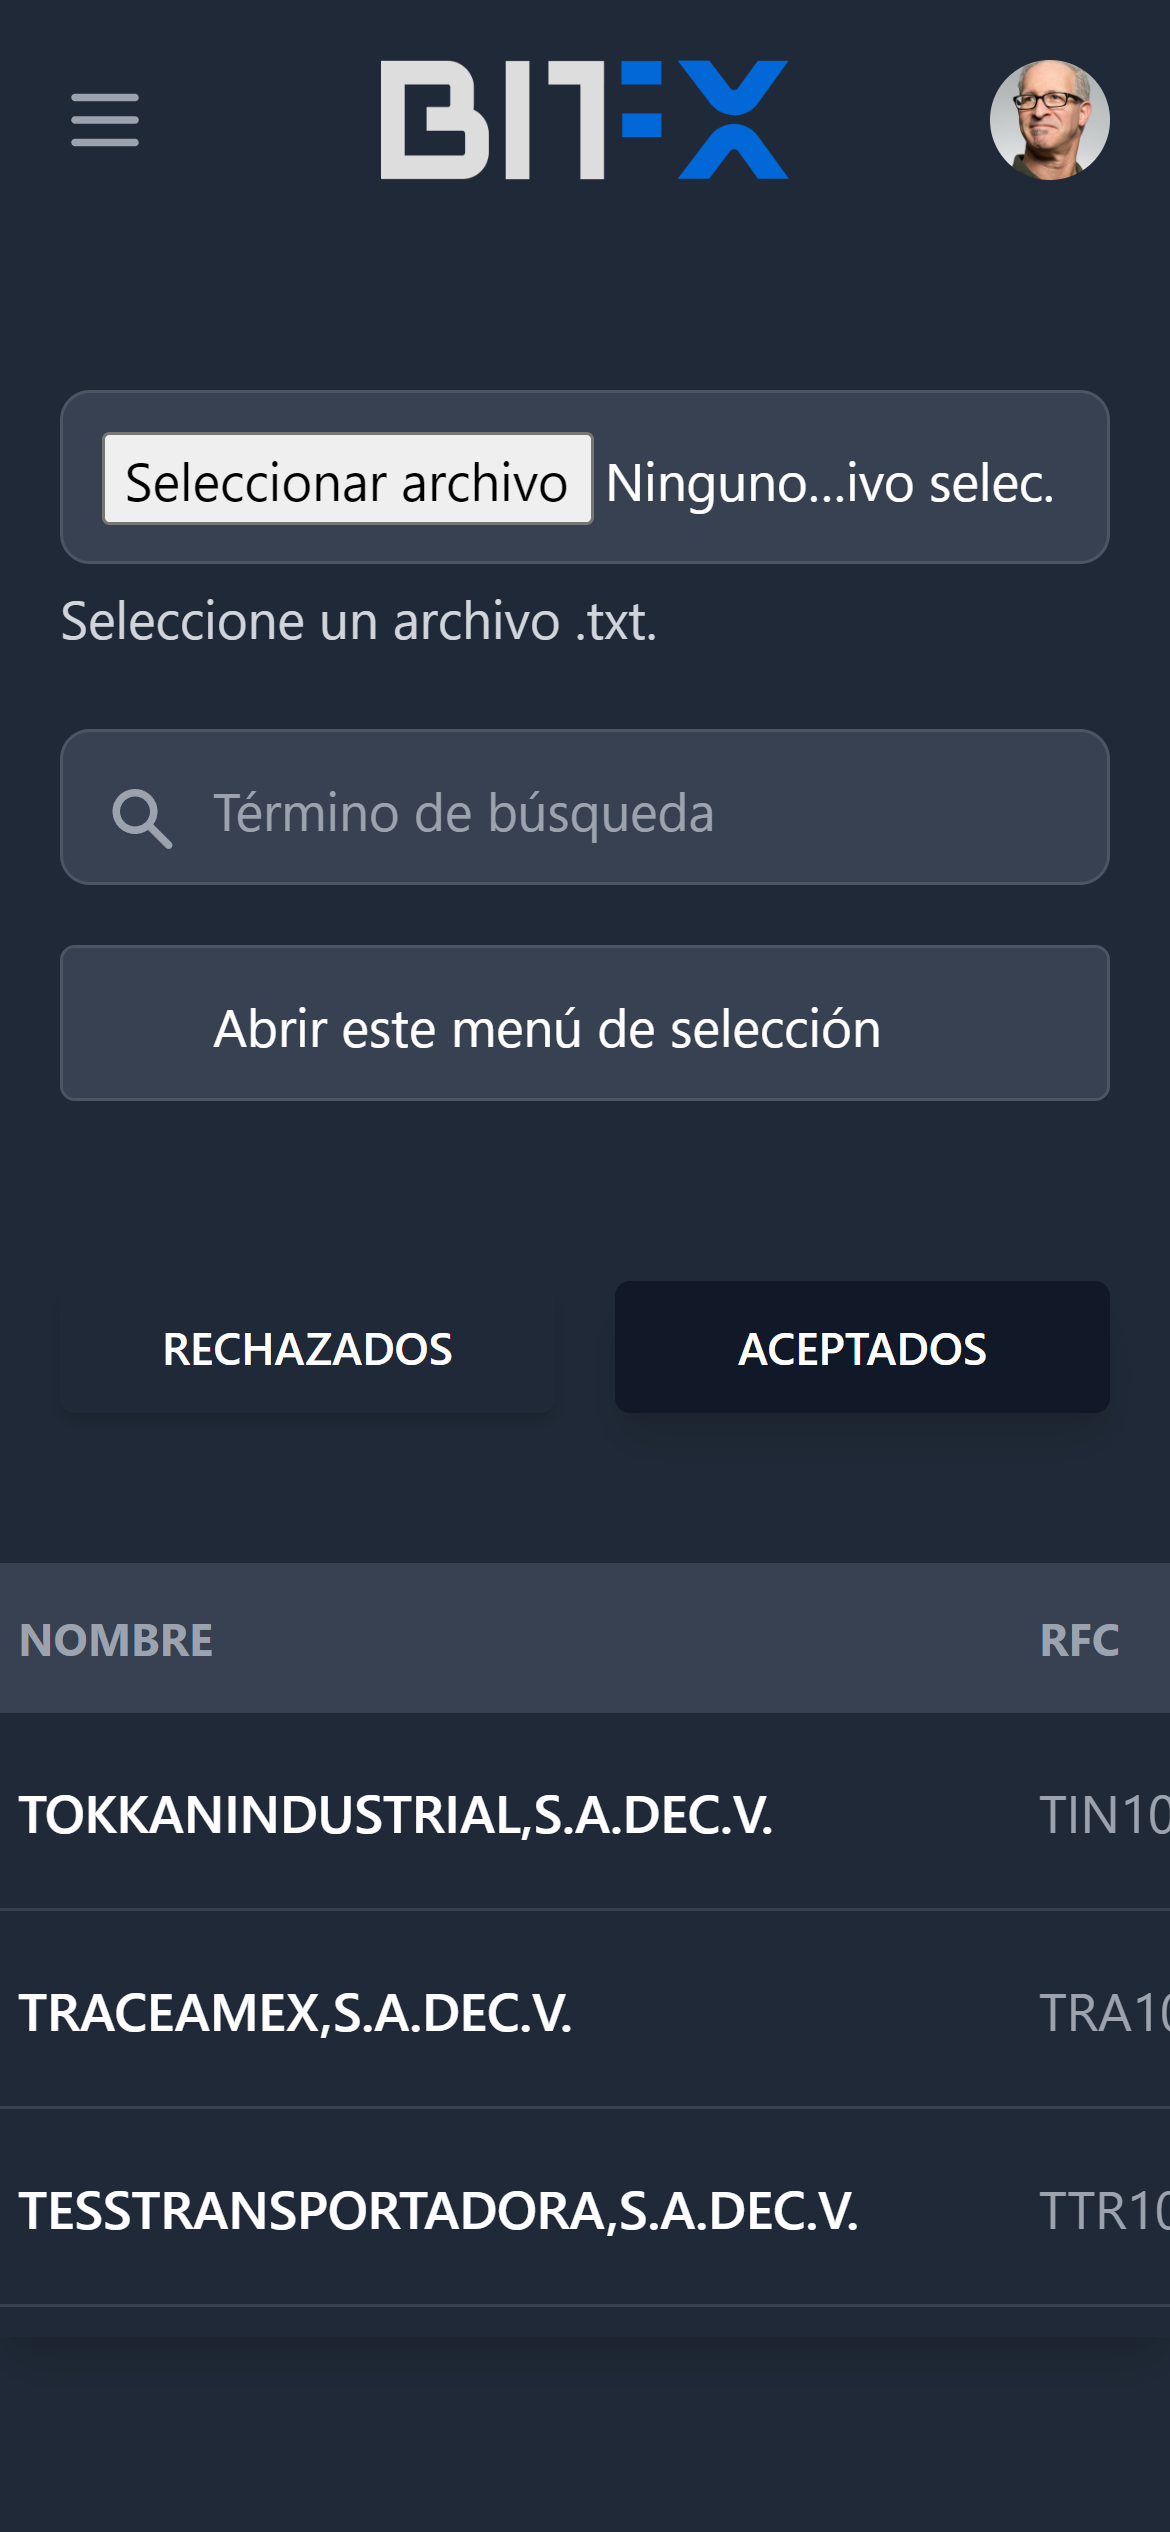 BITFX
Seleccionar archivo Ninguno...ivo selec.
Seleccione un archivo .txt.
Término de búsqueda
Abrir este menú de selección
RECHAZADOS ACEPTADOS
NOMBRE RFC
TOKKANINDUSTRIAL,S.A.DEC.V. TIN10
TRACEAMEX,S.A.DEC.V. TRA10
TESSTRANSPORTADORA,S.A.DEC.V. TTR10